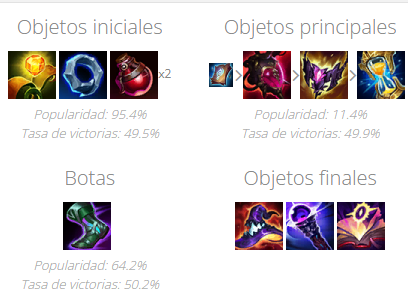 Objetos iniciales
x2
Popularidad: 95.4%
Tasa de victorias: 49.5%
Objetos principales
Popularidad: 11.4%
Tasa de victorias: 49.9%
Botas
Popularidad: 64.2%
Tasa de victorias: 50.2%
Objetos finales